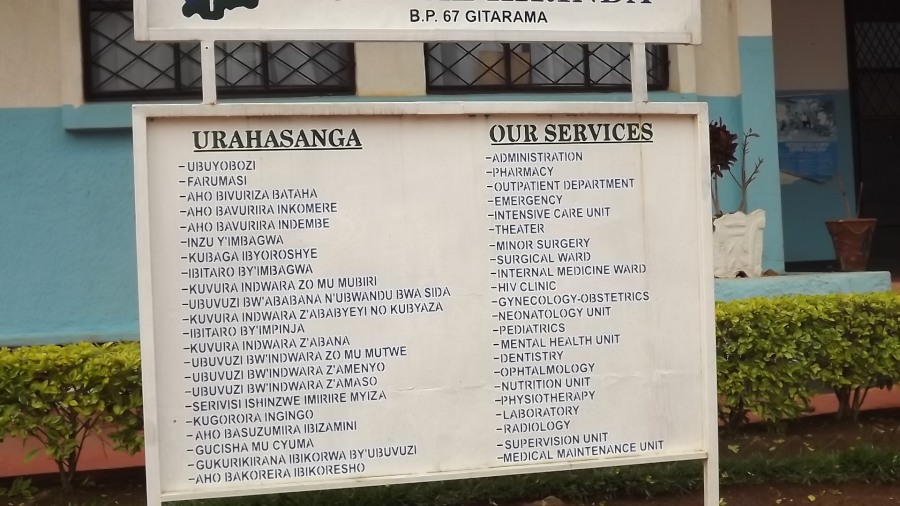 B.P. 67 GITARAMA
URAHASANGA
-UBUYOBOZI
-FARUMASI
-AHO BIVURIZA BATAHA
-AHO BAVURIRA INKOMERE
-AHO BAVURIRA INDEMBE
-INZU Y'IMBAGWA
-KUBAGA IBYOROSHYE
-IBITARO BY'IMBAGWA
-KUVURA INDWARA ZO MU MUBIRI
-UBUVUZI BW'ABABANA N'UBWANDU BWA SIDA
-KUVURA INDWARA Z'ABABYEYI NO KUBYAZA
-IBITARO BY'IMPINJA
-KUVURA INDWARA Z'ABANA
-UBUVUZI BW'INDWARA ZO MU MUTWE
-UBUVUZI BW'INDWARA Z'AMENYO
-UBUVUZI BW'INDWARA Z'AMASO
-SERIVISI ISHINZWE IMIRIRE MYIZA
-KUGORORA INGINGO
-AHO BASUZUMIRA IBIZAMINI
-GUCISHA MU CYUMA
-GUKURIKIRANA IBIKORWA BY'UBUVUZI
-AHO BAKORERA IBIKORESHO
OUR SERVICES
-ADMINISTRATION
-PHARMACY
-OUTPATIENT DEPARTMENT
-EMERGENCY
-INTENSIVE CARE UNIT
-THEATER
-MINOR SURGERY
-SURGICAL WARD
-INTERNAL MEDICINE WARD
-HIV CLINIC
-GYNECOLOGY-OBSTETRICS
-NEONATOLOGY UNIT
-PEDIATRICS
-MENTAL HEALTH UNIT
-DENTISTRY
-OPHTALMOLOGY
-NUTRITION UNIT
-PHYSIOTHERAPY
-LABORATORY
-RADIOLOGY
-SUPERVISION UNIT
-MEDICAL MAINTENANCE UNIT